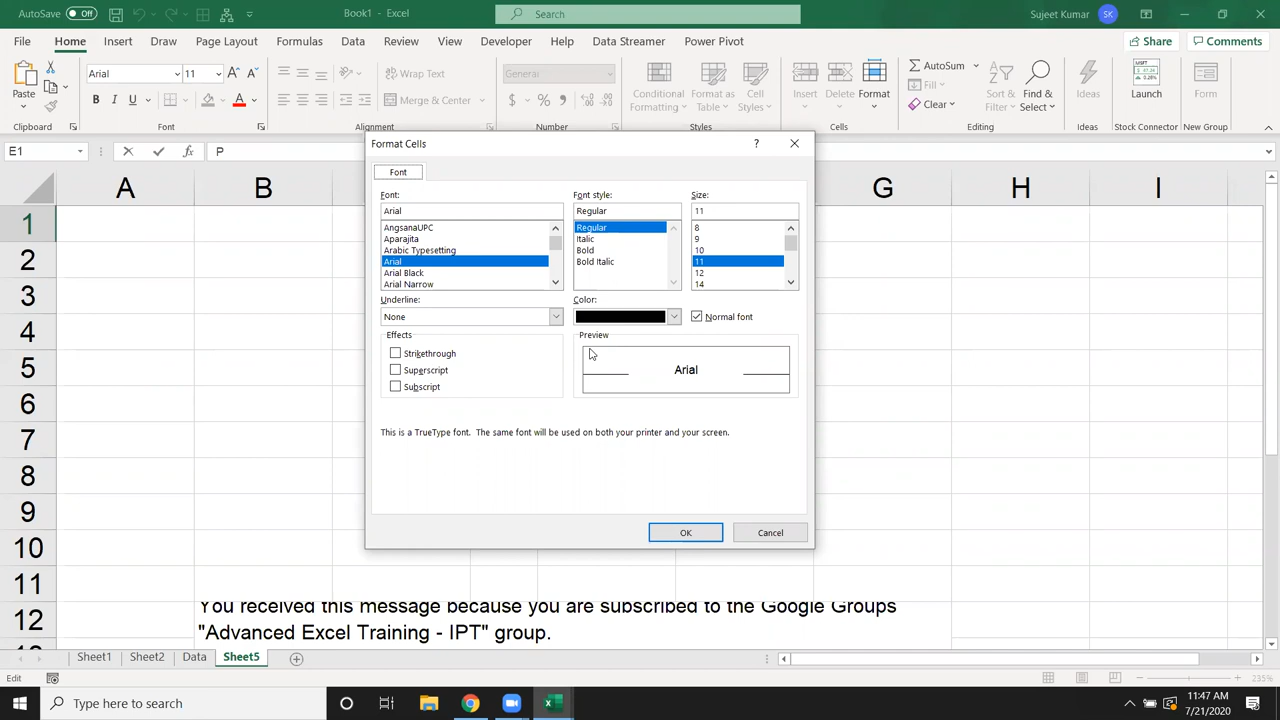 AutoSave Off Book1 - Excel Search Sujeet Kumar SK
File Home Insert Draw Page Layout Formulas Data Review View Developer Help Data Streamer Power Pivot Share Comments
Paste Arial 11 Wrap Text General Conditional Formatting Format as Table Cell Styles Insert Delete Format AutoSum Fill Clear Sort & Filter Find & Select Ideas Launch Form
B I U A Merge & Center $ % ,
Clipboard Font Alignment Number Styles Cells Editing Ideas Stock Connector New Group
E1 fx P
Format Cells ?
Font
A B G H I
Font: Font style: Size:
Arial Regular 11
AngsanaUPC Regular 8
Aparajita Italic 9
Arabic Typesetting Bold 10
Arial Bold Italic 11
Arial Black 12
Arial Narrow 14
Underline: Color:
None Normal font
Effects Preview
Strikethrough
Superscript Arial
Subscript
This is a TrueType font. The same font will be used on both your printer and your screen.
OK Cancel
1
2
3
4
5
6
7
8
9
10
11
12
You received this message because you are subscribed to the Google Groups
"Advanced Excel Training - IPT" group.
Sheet1 Sheet2 Data Sheet5
Edit 235%
Type here to search 11:47 AM
7/21/2020